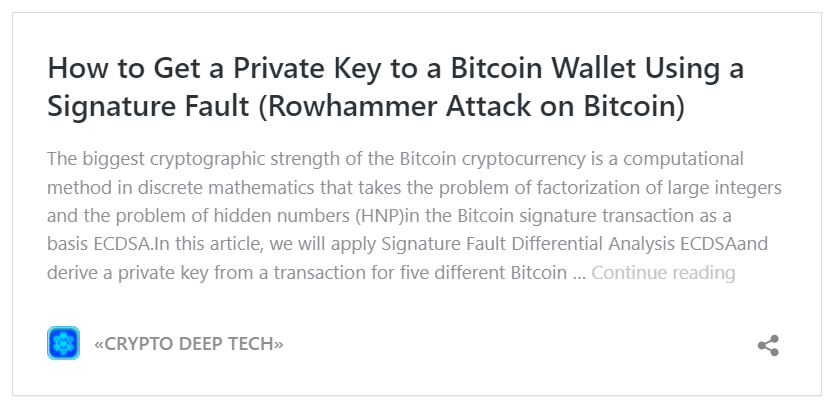 How to Get a Private Key to a Bitcoin Wallet Using a
Signature Fault (Rowhammer Attack on Bitcoin)
The biggest cryptographic strength of the Bitcoin cryptocurrency is a computational
method in discrete mathematics that takes the problem of factorization of large integers
and the problem of hidden numbers (HNP)in the Bitcoin signature transaction as a
basis ECDSA.In this article, we will apply Signature Fault Differential Analysis ECDSAand
derive a private key from a transaction for five different Bitcoin ... Continue reading
«CRYPTO DEEP TECH»